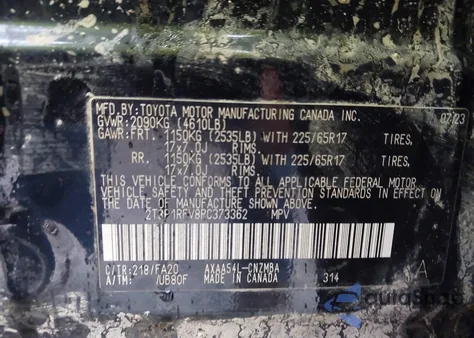 MFD.BY:TOYOTA MOTOR MANUFACTURING CANADA INC. 07/23
GVWR:2090KG (4610LB)
GAWR:FRT. 1150KG (2535LB) WITH 225/65R17 TIRES,
17x7.0J RIMS,
RR. 1150KG (2535LB) WITH 225/65R17 TIRES,
17x7.0J RIMS,
THIS VEHICLE CONFORMS TO ALL APPLICABLE FEDERAL MOTOR
VEHICLE SAFETY AND THEFT PREVENTION STANDARDS IN EFFECT ON
THE DATE OF MANUFACTURE SHOWN ABOVE.
2T3P1RFV8PC373362 MPV
C/TR:218/FA20 AXAA54L-CNZMBA A
A/TM: /UB80F MADE IN CANADA 314